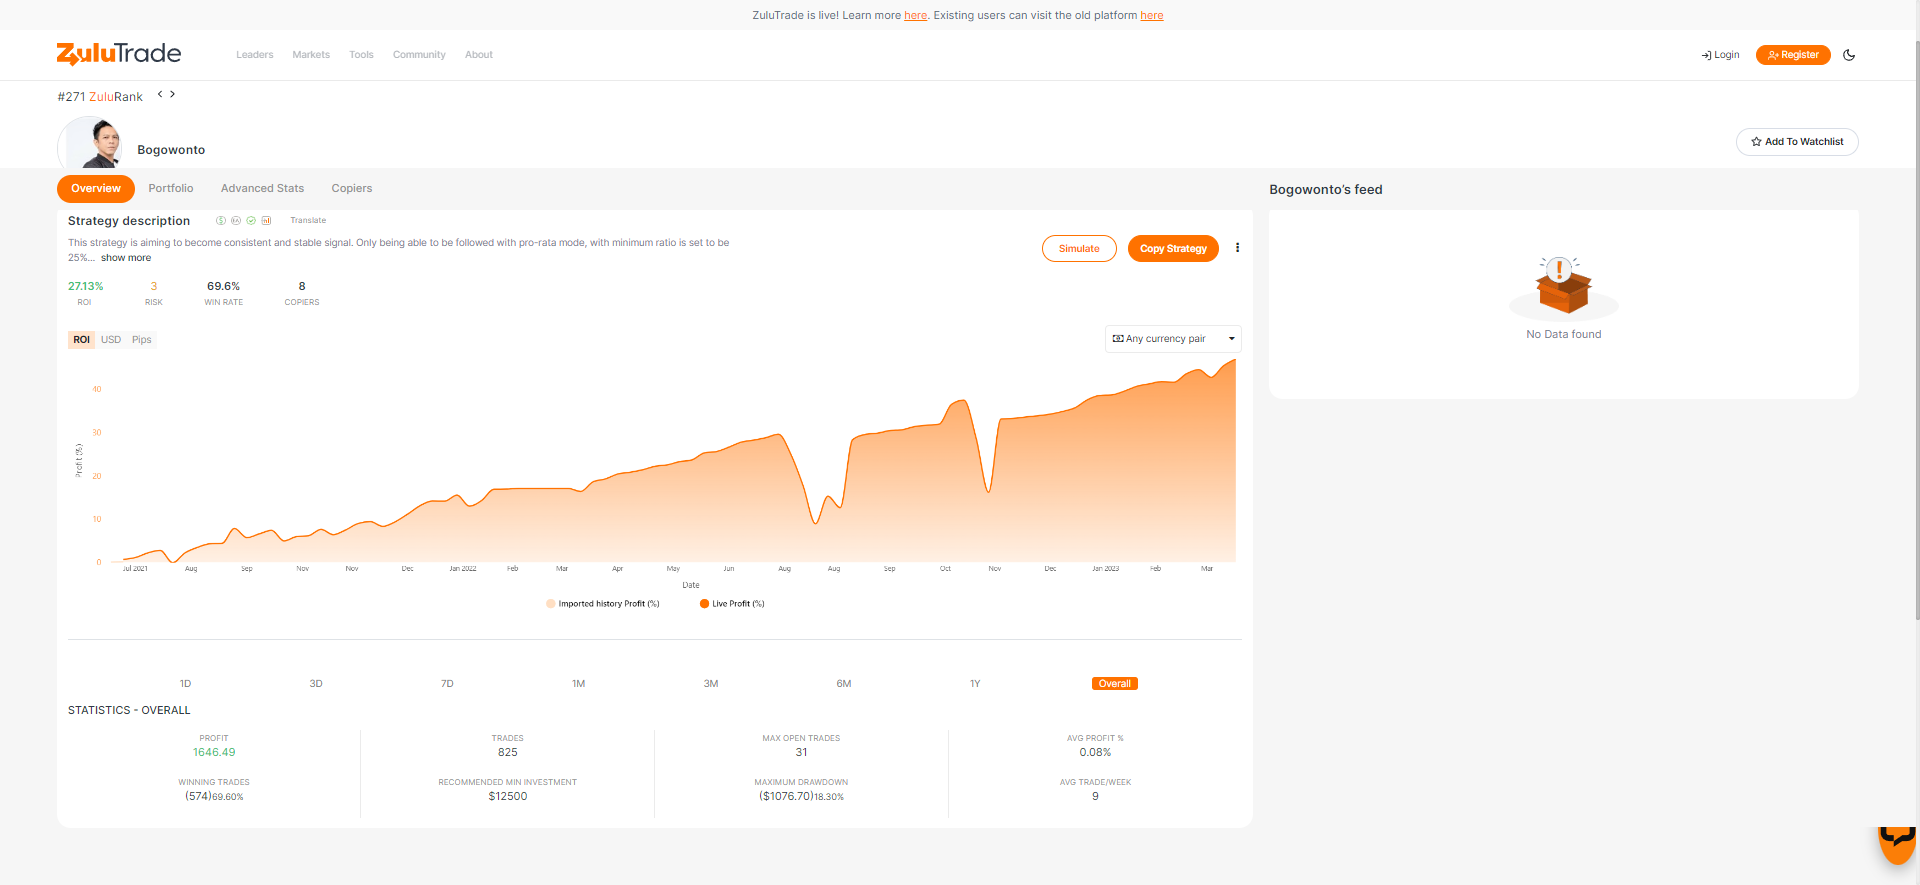 ZuluTrade is live! Learn more here. Existing users can visit the old platform here
ZuluTrade
Leaders Markets Tools Community About
Login
Register
#271 ZuluRank < >
Bogowonto
Add To Watchlist
Overview Portfolio Advanced Stats Copiers
Bogowonto's feed
Strategy description
Translate
This strategy is aiming to become consistent and stable signal. Only being able to be followed with pro-rata mode, with minimum ratio is set to be
25%... show more
Simulate
Copy Strategy
27.13% 3 69.6% 8
ROI RISK WIN RATE COPIERS
No Data found
ROI USD Pips
Any currency pair
Profit (%)
40
30
20
10
0
Jul 2021 Aug Sep Nov Nov Dec Jan 2022 Feb Mar Apr May Jun Aug Aug Sep Oct Nov Dec Jan 2023 Feb Mar
Date
Imported history Profit (%) Live Profit (%)
1D 3D 7D 1M 3M 6M 1Y Overall
STATISTICS - OVERALL
PROFIT TRADES MAX OPEN TRADES AVG PROFIT %
1646.49 825 31 0.08%
WINNING TRADES RECOMMENDED MIN INVESTMENT MAXIMUM DRAWDOWN AVG TRADE/WEEK
(574)69.60% $12500 ($1076.70)18.30% 9